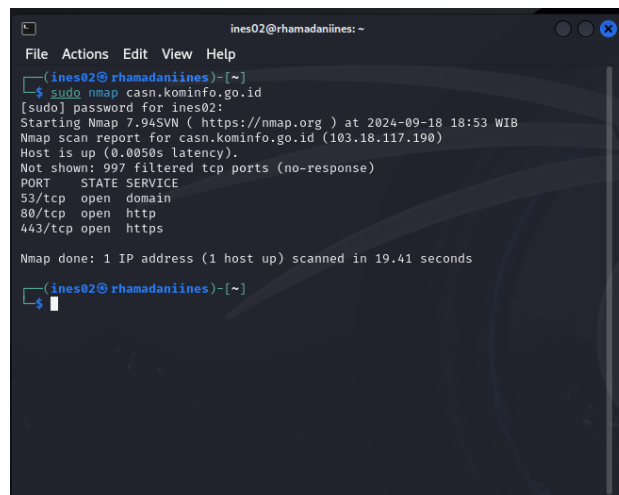 ines02@rhamadaniines: ~
File Actions Edit View Help
┌──(ines02㉿rhamadaniines)-[~]
└─$ sudo nmap casn.kominfo.go.id
[sudo] password for ines02:
Starting Nmap 7.94SVN ( https://nmap.org ) at 2024-09-18 18:53 WIB
Nmap scan report for casn.kominfo.go.id (103.18.117.190)
Host is up (0.0050s latency).
Not shown: 997 filtered tcp ports (no-response)
PORT    STATE SERVICE
53/tcp  open  domain
80/tcp  open  http
443/tcp open  https
Nmap done: 1 IP address (1 host up) scanned in 19.41 seconds
┌──(ines02㉿rhamadaniines)-[~]
└─$